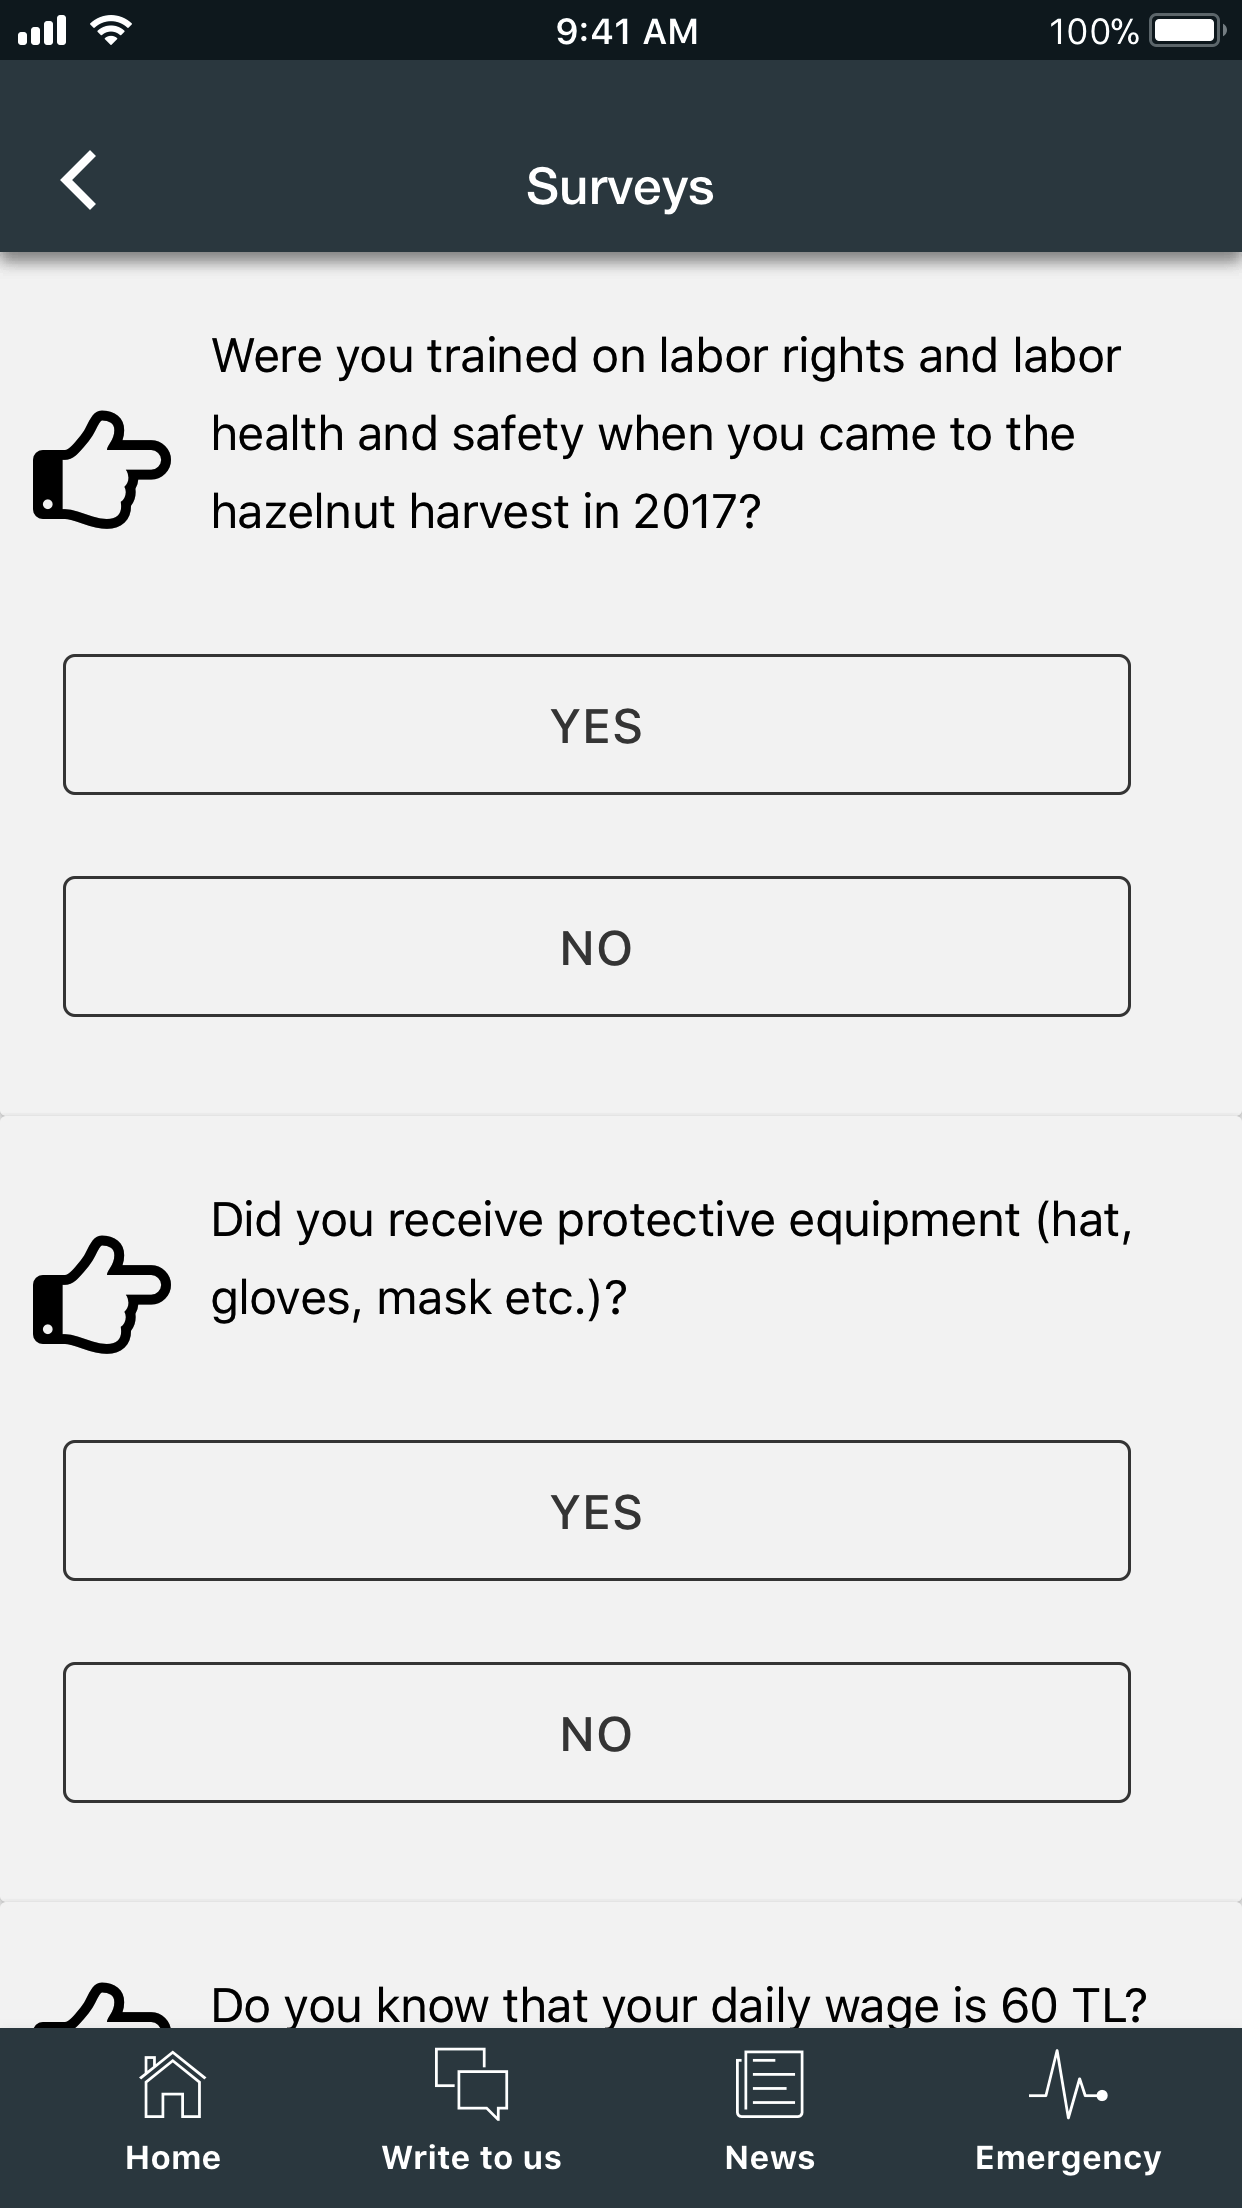 9:41 AM
100%
Surveys
Were you trained on labor rights and labor
health and safety when you came to the
hazelnut harvest in 2017?
YES
NO
Did you receive protective equipment (hat,
gloves, mask etc.)?
YES
NO
Do you know that your daily wage is 60 TL?
Home
Write to us
News
Emergency